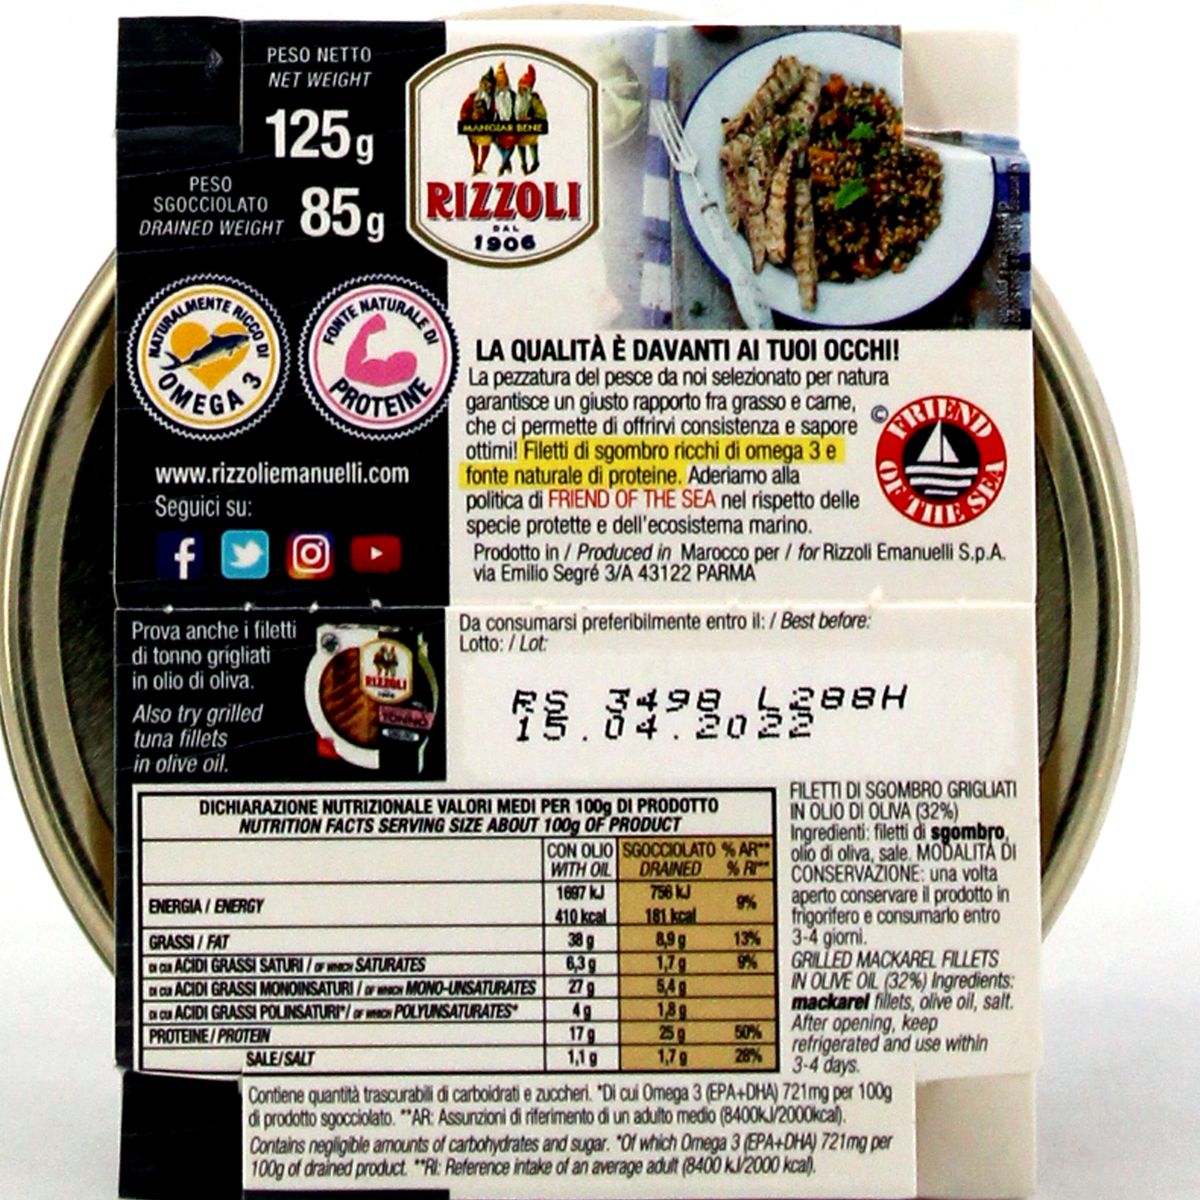 PESO NETTO
NET WEIGHT
125g
PESO
SGOCCIOLATO
DRAINED WEIGHT
85g
MANGIAR BENE
RIZZOLI
DAL
1906
NATURALMENTE RICCO DI
OMEGA 3
FONTE NATURALE DI
PROTEINE
www.rizzoliemanuelli.com
Seguici su:
LA QUALITÀ È DAVANTI AI TUOI OCCHI!
La pezzatura del pesce da noi selezionato per natura
garantisce un giusto rapporto fra grasso e carne,
che ci permette di offrirvi consistenza e sapore
ottimi! Filetti di sgombro ricchi di omega 3 e
fonte naturale di proteine. Aderiamo alla
politica di FRIEND OF THE SEA nel rispetto delle
specie protette e dell'ecosistema marino.
© FRIEND
OF THE SEA
Prodotto in / Produced in Marocco per / for Rizzoli Emanuelli S.p.A.
via Emilio Segré 3/A 43122 PARMA
Prova anche i filetti
di tonno grigliati
in olio di oliva.
Also try grilled
tuna fillets
in olive oil.
RIZZOLI
Da consumarsi preferibilmente entro il: / Best before:
Lotto: / Lot:
RS 3498 L288H
15.04.2022
DICHIARAZIONE NUTRIZIONALE VALORI MEDI PER 100g DI PRODOTTO
NUTRITION FACTS SERVING SIZE ABOUT 100g OF PRODUCT
CON OLIO SGOCCIOLATO % AR**
WITH OIL DRAINED % RI**
ENERGIA / ENERGY 1697 kJ 756 kJ 9%
410 kcal 181 kcal
GRASSI / FAT 38 g 8,9 g 13%
DI CUI ACIDI GRASSI SATURI / OF WHICH SATURATES 6,3 g 1,7 g 9%
DI CUI ACIDI GRASSI MONOINSATURI / OF WHICH MONO-UNSATURATES 27 g 5,4 g
DI CUI ACIDI GRASSI POLINSATURI*/ OF WHICH POLYUNSATURATES* 4 g 1,8 g
PROTEINE / PROTEIN 17 g 25 g 50%
SALE/SALT 1,1 g 1,7 g 28%
FILETTI DI SGOMBRO GRIGLIATI
IN OLIO DI OLIVA (32%)
Ingredienti: filetti di sgombro,
olio di oliva, sale. MODALITÀ DI
CONSERVAZIONE: una volta
aperto conservare il prodotto in
frigorifero e consumarlo entro
3-4 giorni.
GRILLED MACKAREL FILLETS
IN OLIVE OIL (32%) Ingredients:
mackarel fillets, olive oil, salt.
After opening, keep
refrigerated and use within
3-4 days.
Contiene quantità trascurabili di carboidrati e zuccheri. *Di cui Omega 3 (EPA+DHA) 721mg per 100g
di prodotto sgocciolato. **AR: Assunzioni di riferimento di un adulto medio (8400kJ/2000kcal).
Contains negligible amounts of carbohydrates and sugar. *Of which Omega 3 (EPA+DHA) 721mg per
100g of drained product. **RI: Reference intake of an average adult (8400 kJ/2000 kcal).